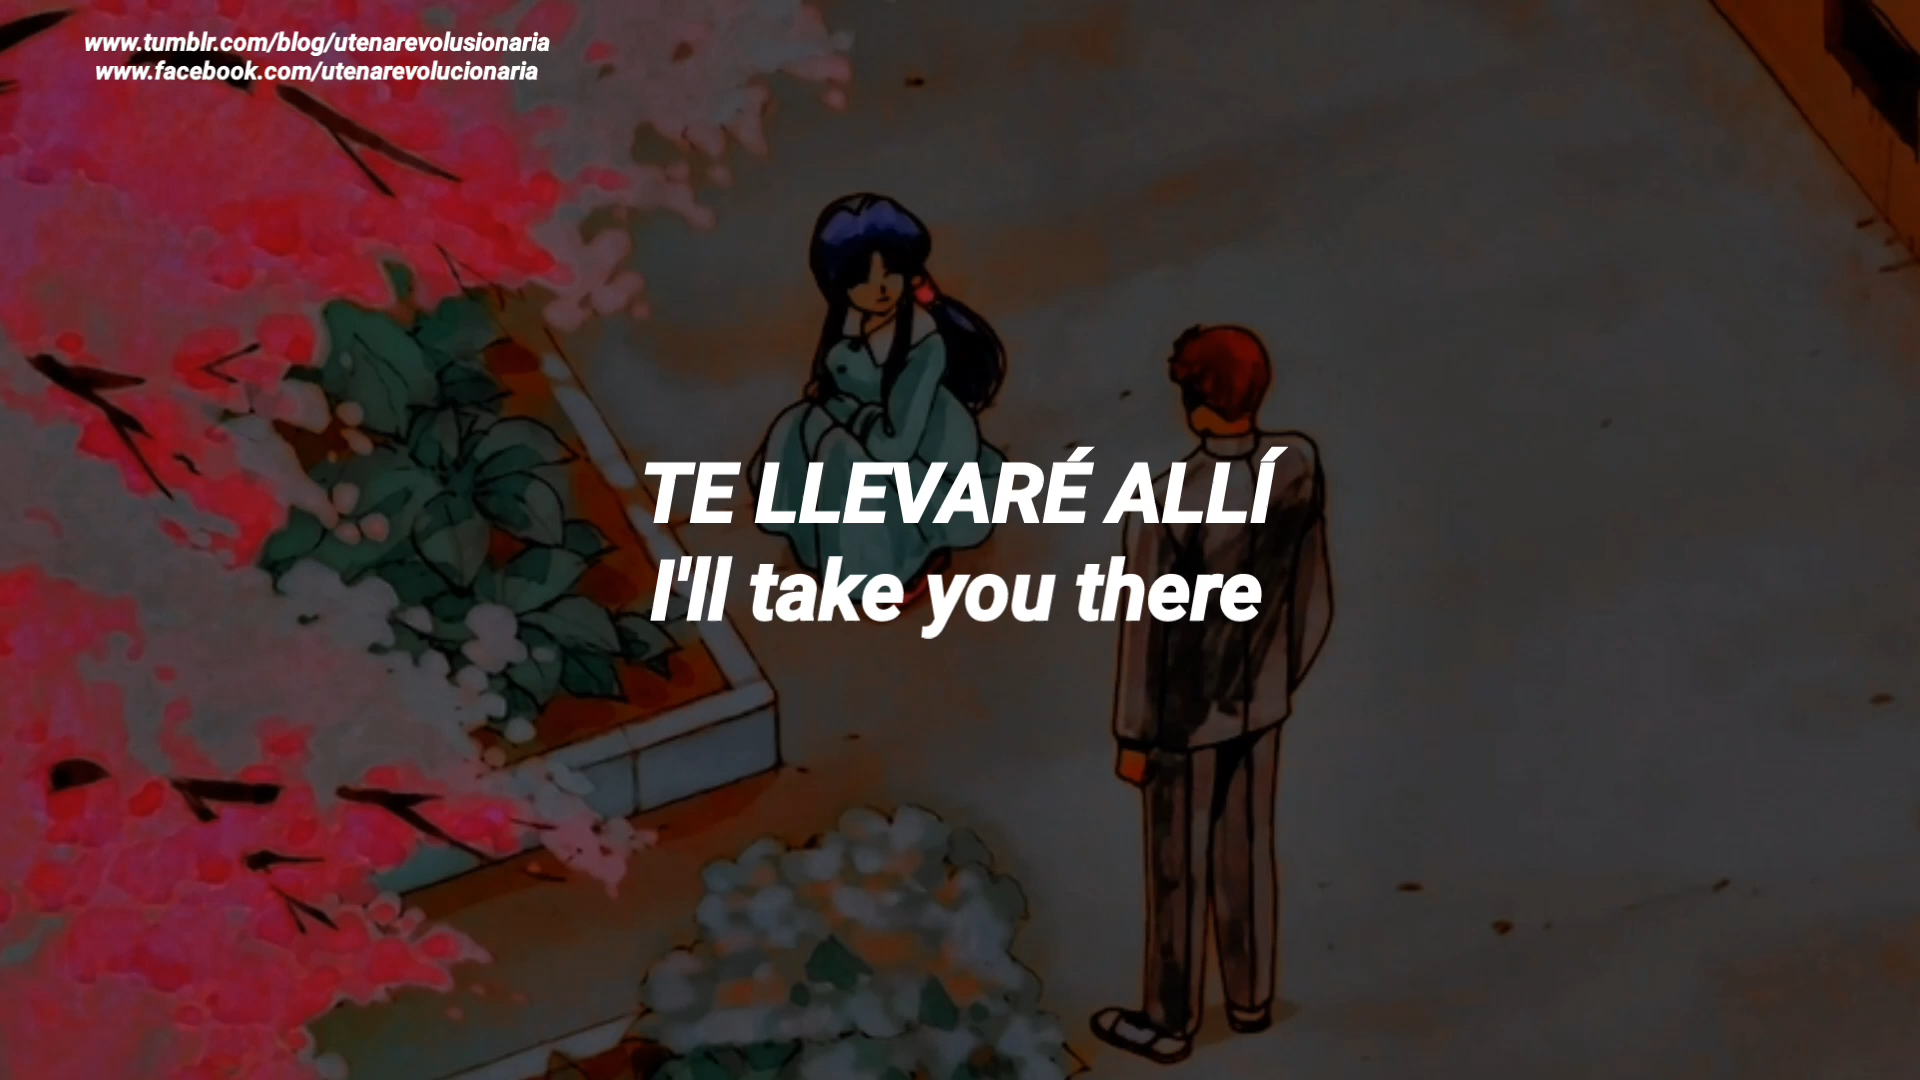 www.tumblr.com/blog/utenarevolusionaria
www.facebook.com/utenarevolucionaria
TE LLEVARÉ ALLÍ
I'll take you there